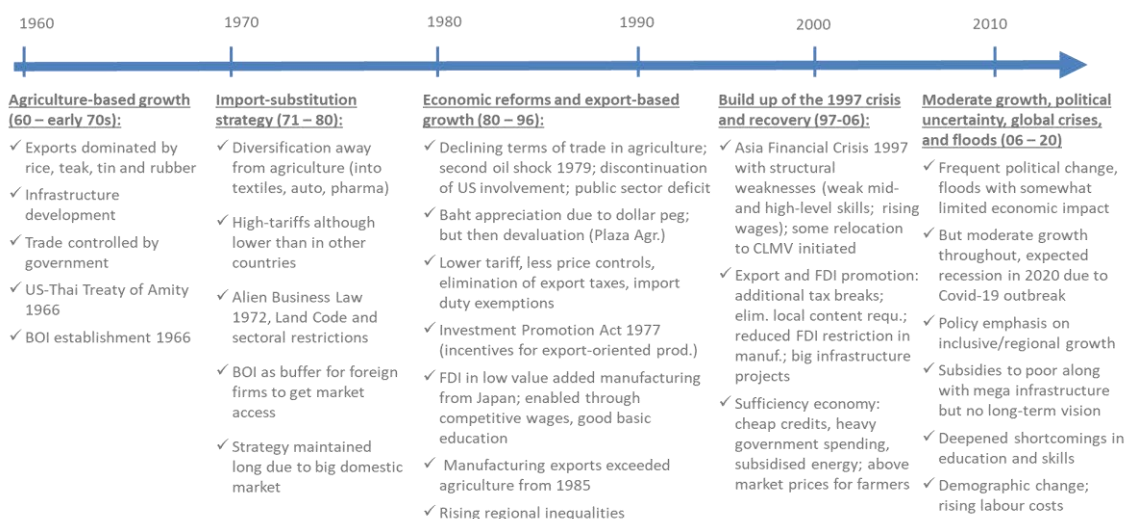 1960
1970
1980
1990
2000
2010
Agriculture-based growth
(60 – early 70s):
✓ Exports dominated by
rice, teak, tin and rubber
✓ Infrastructure
development
✓ Trade controlled by
government
✓ US-Thai Treaty of Amity
1966
✓ BOI establishment 1966
Import-substitution
strategy (71 – 80):
✓ Diversification away
from agriculture (into
textiles, auto, pharma)
✓ High-tariffs although
lower than in other
countries
✓ Alien Business Law
1972, Land Code and
sectoral restrictions
✓ BOI as buffer for foreign
firms to get market
access
✓ Strategy maintained
long due to big domestic
market
Economic reforms and export-based
growth (80 – 96):
✓ Declining terms of trade in agriculture;
second oil shock 1979; discontinuation
of US involvement; public sector deficit
✓ Baht appreciation due to dollar peg;
but then devaluation (Plaza Agr.)
✓ Lower tariff, less price controls,
elimination of export taxes, import
duty exemptions
✓ Investment Promotion Act 1977
(incentives for export-oriented prod.)
✓ FDI in low value added manufacturing
from Japan; enabled through
competitive wages, good basic
education
✓ Manufacturing exports exceeded
agriculture from 1985
✓ Rising regional inequalities
Build up of the 1997 crisis
and recovery (97-06):
✓ Asia Financial Crisis 1997
with structural
weaknesses (weak mid-
and high-level skills; rising
wages); some relocation
to CLMV initiated
✓ Export and FDI promotion:
additional tax breaks;
elim. local content requ.;
reduced FDI restriction in
manuf.; big infrastructure
projects
✓ Sufficiency economy:
cheap credits, heavy
government spending,
subsidised energy; above
market prices for farmers
Moderate growth, political
uncertainty, global crises,
and floods (06 – 20)
✓ Frequent political change,
floods with somewhat
limited economic impact
✓ But moderate growth
throughout, expected
recession in 2020 due to
Covid-19 outbreak
✓ Policy emphasis on
inclusive/regional growth
✓ Subsidies to poor along
with mega infrastructure
but no long-term vision
✓ Deepened shortcomings in
education and skills
✓ Demographic change;
rising labour costs